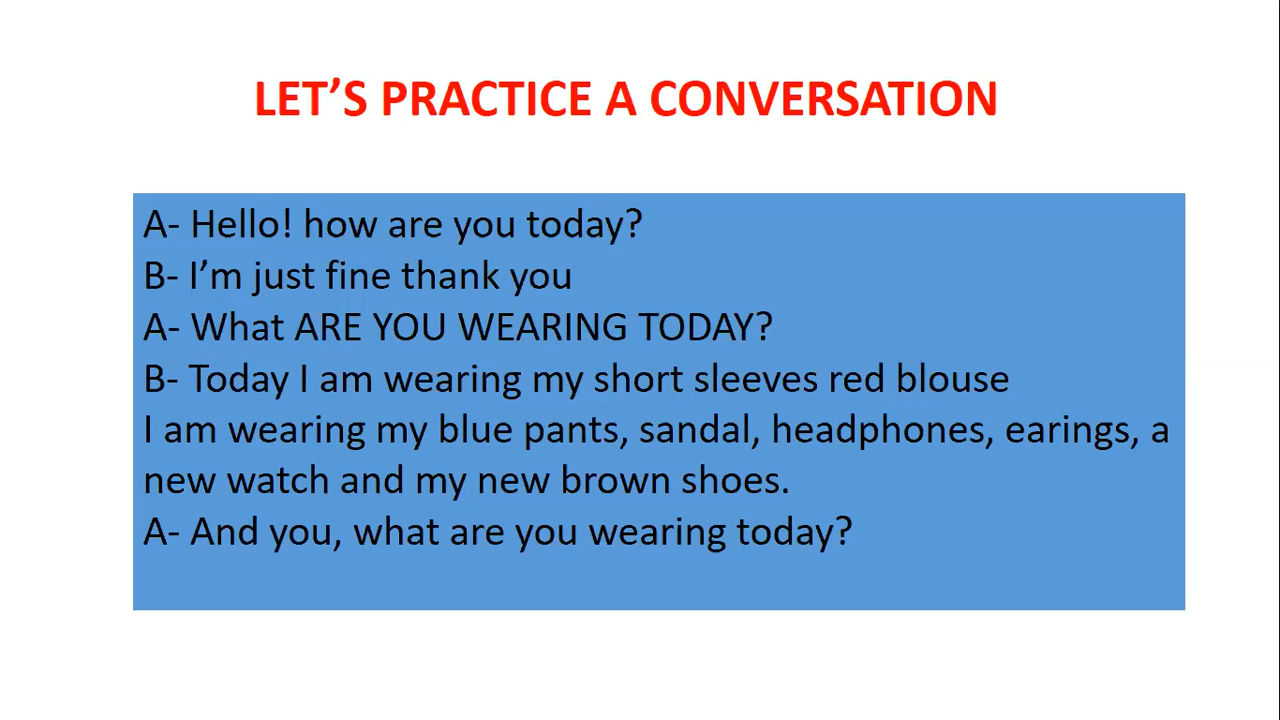 LET’S PRACTICE A CONVERSATION
A- Hello! how are you today?
B- I’m just fine thank you
A- What ARE YOU WEARING TODAY?
B- Today I am wearing my short sleeves red blouse
I am wearing my blue pants, sandal, headphones, earings, a
new watch and my new brown shoes.
A- And you, what are you wearing today?